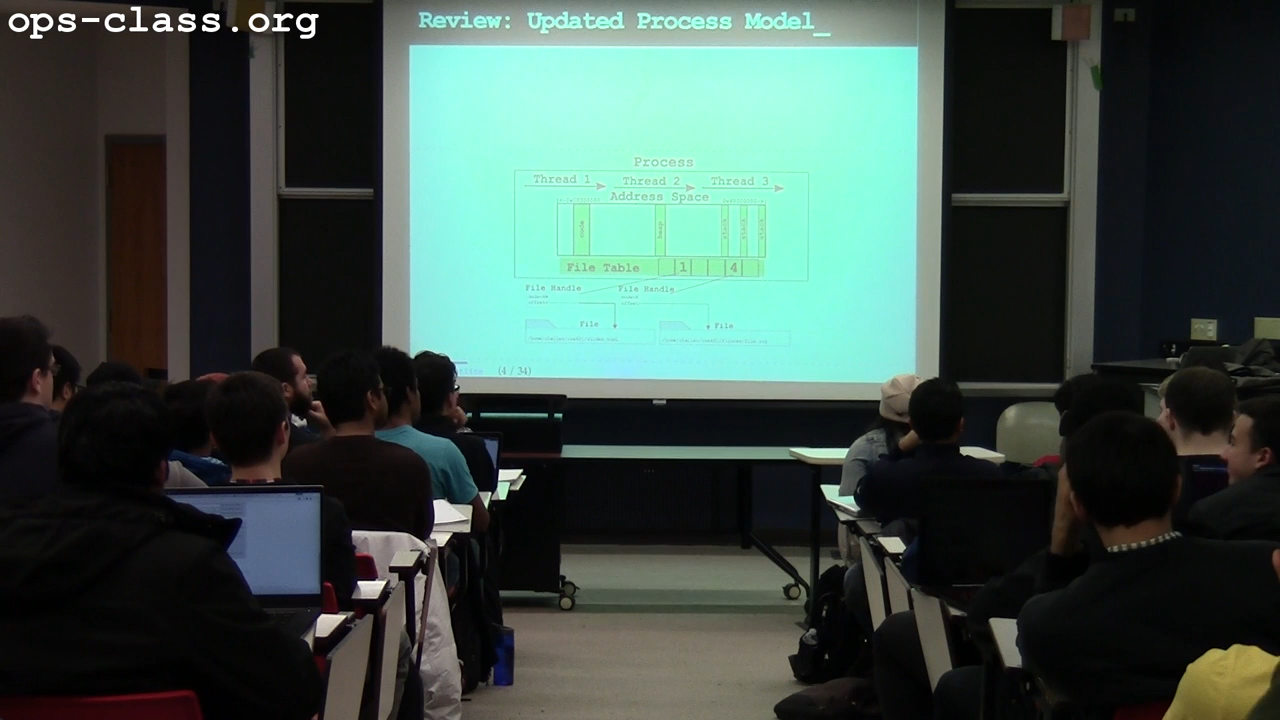 ops-class.org
Review: Updated Process Model_
Process
Thread 1 Thread 2 Thread 3
Address Space
code heap stack stack stack
File Table 1 4
File Handle File Handle
File File
(4 / 34)